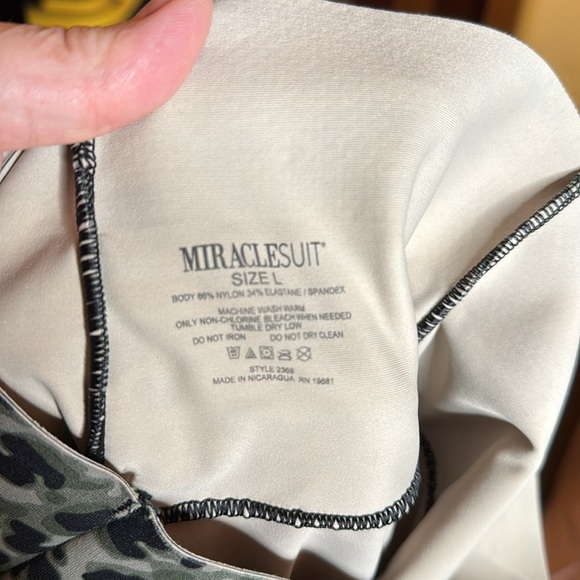 MIRACLESUIT®
SIZE L
BODY 66% NYLON 34% ELASTANE / SPANDEX
MACHINE WASH WARM
ONLY NON-CHLORINE BLEACH WHEN NEEDED
TUMBLE DRY LOW
DO NOT IRON DO NOT DRY CLEAN
STYLE 2366
MADE IN NICARAGUA RN 19881